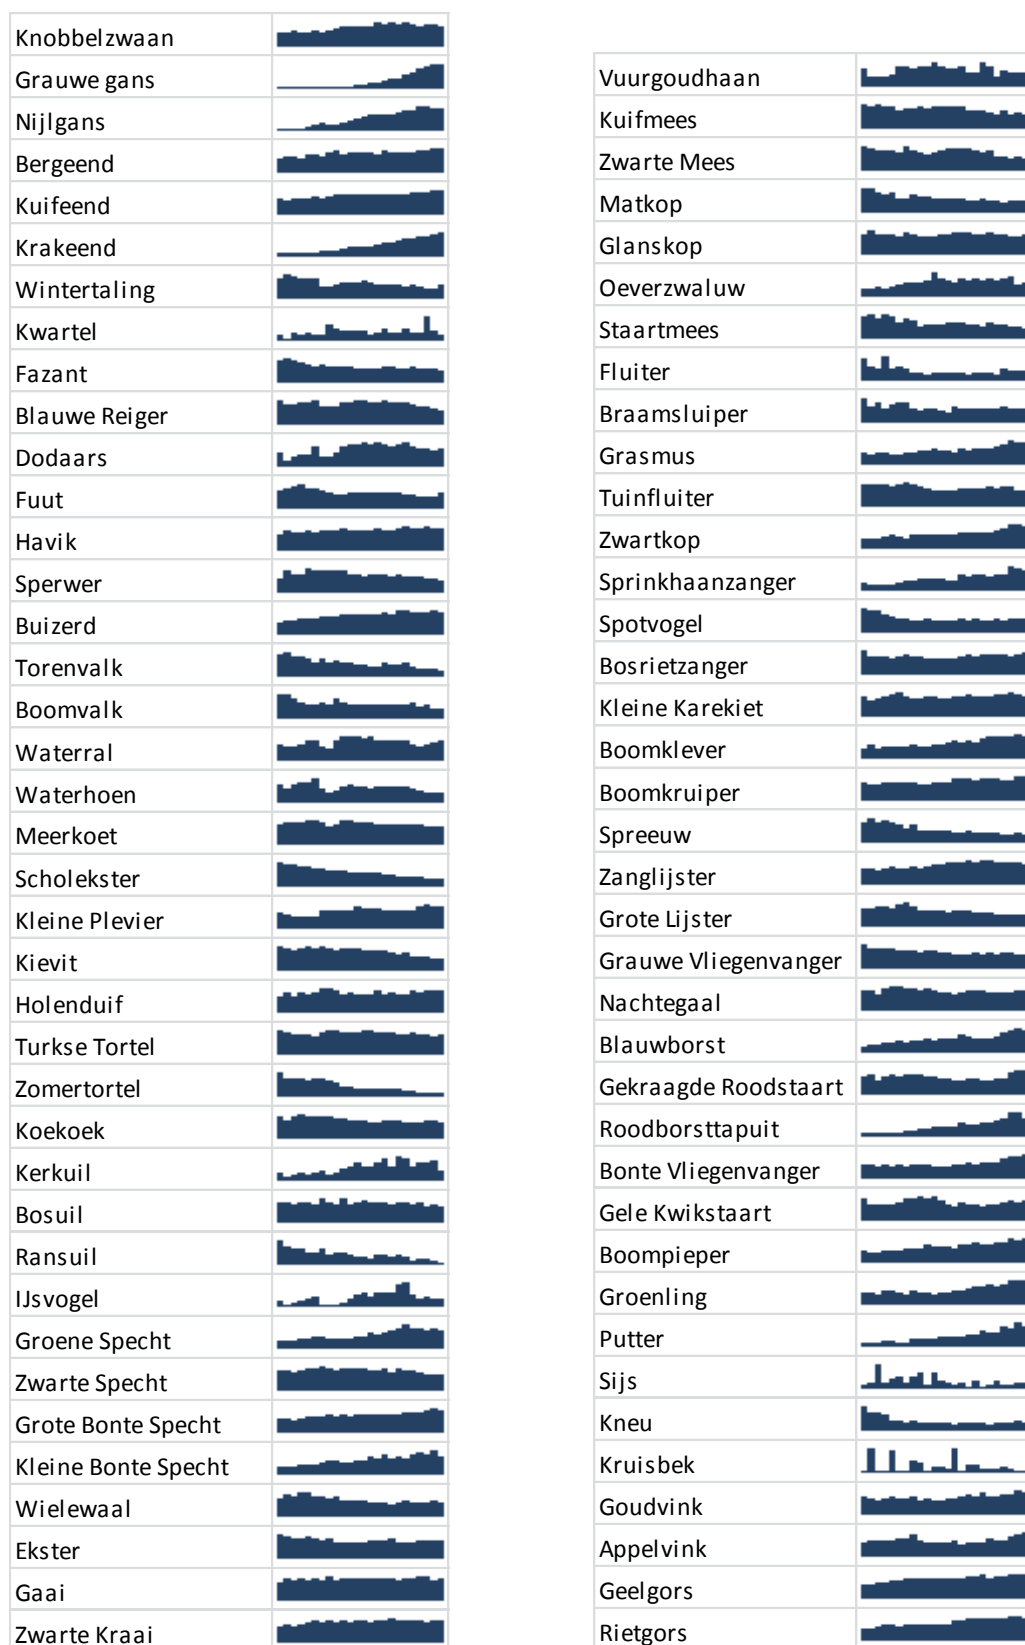 Knobbelzwaan
Grauwe gans
Nijlgans
Bergeend
Kuifeend
Krakeend
Wintertaling
Kwartel
Fazant
Blauwe Reiger
Dodaars
Fuut
Havik
Sperwer
Buizerd
Torenvalk
Boomvalk
Waterral
Waterhoen
Meerkoet
Scholekster
Kleine Plevier
Kievit
Holenduif
Turkse Tortel
Zomertortel
Koekoek
Kerkuil
Bosuil
Ransuil
IJsvogel
Groene Specht
Zwarte Specht
Grote Bonte Specht
Kleine Bonte Specht
Wielewaal
Ekster
Gaai
Zwarte Kraai
Vuurgoudhaan
Kuifmees
Zwarte Mees
Matkop
Glanskop
Oeverzwaluw
Staartmees
Fluiter
Braamsluiper
Grasmus
Tuinfluiter
Zwartkop
Sprinkhaanzanger
Spotvogel
Bosrietzanger
Kleine Karekiet
Boomklever
Boomkruiper
Spreeuw
Zanglijster
Grote Lijster
Grauwe Vliegenvanger
Nachtegaal
Blauwborst
Gekraagde Roodstaart
Roodborsttapuit
Bonte Vliegenvanger
Gele Kwikstaart
Boompieper
Groenling
Putter
Sijs
Kneu
Kruisbek
Goudvink
Appelvink
Geelgors
Rietgors